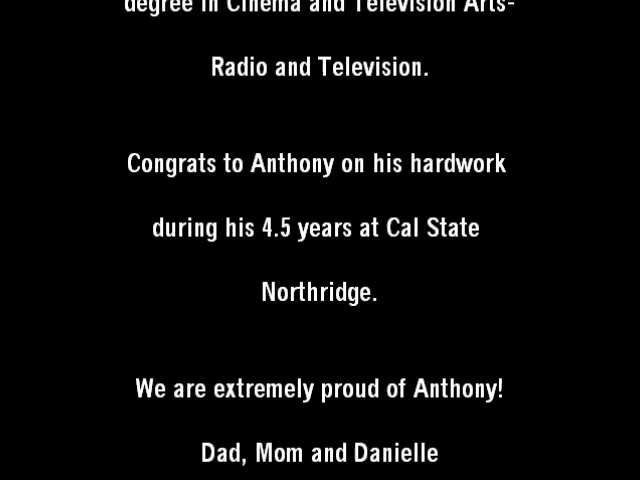 degree in Cinema and Television Arts-
Radio and Television.
Congrats to Anthony on his hardwork
during his 4.5 years at Cal State
Northridge.
We are extremely proud of Anthony!
Dad, Mom and Danielle